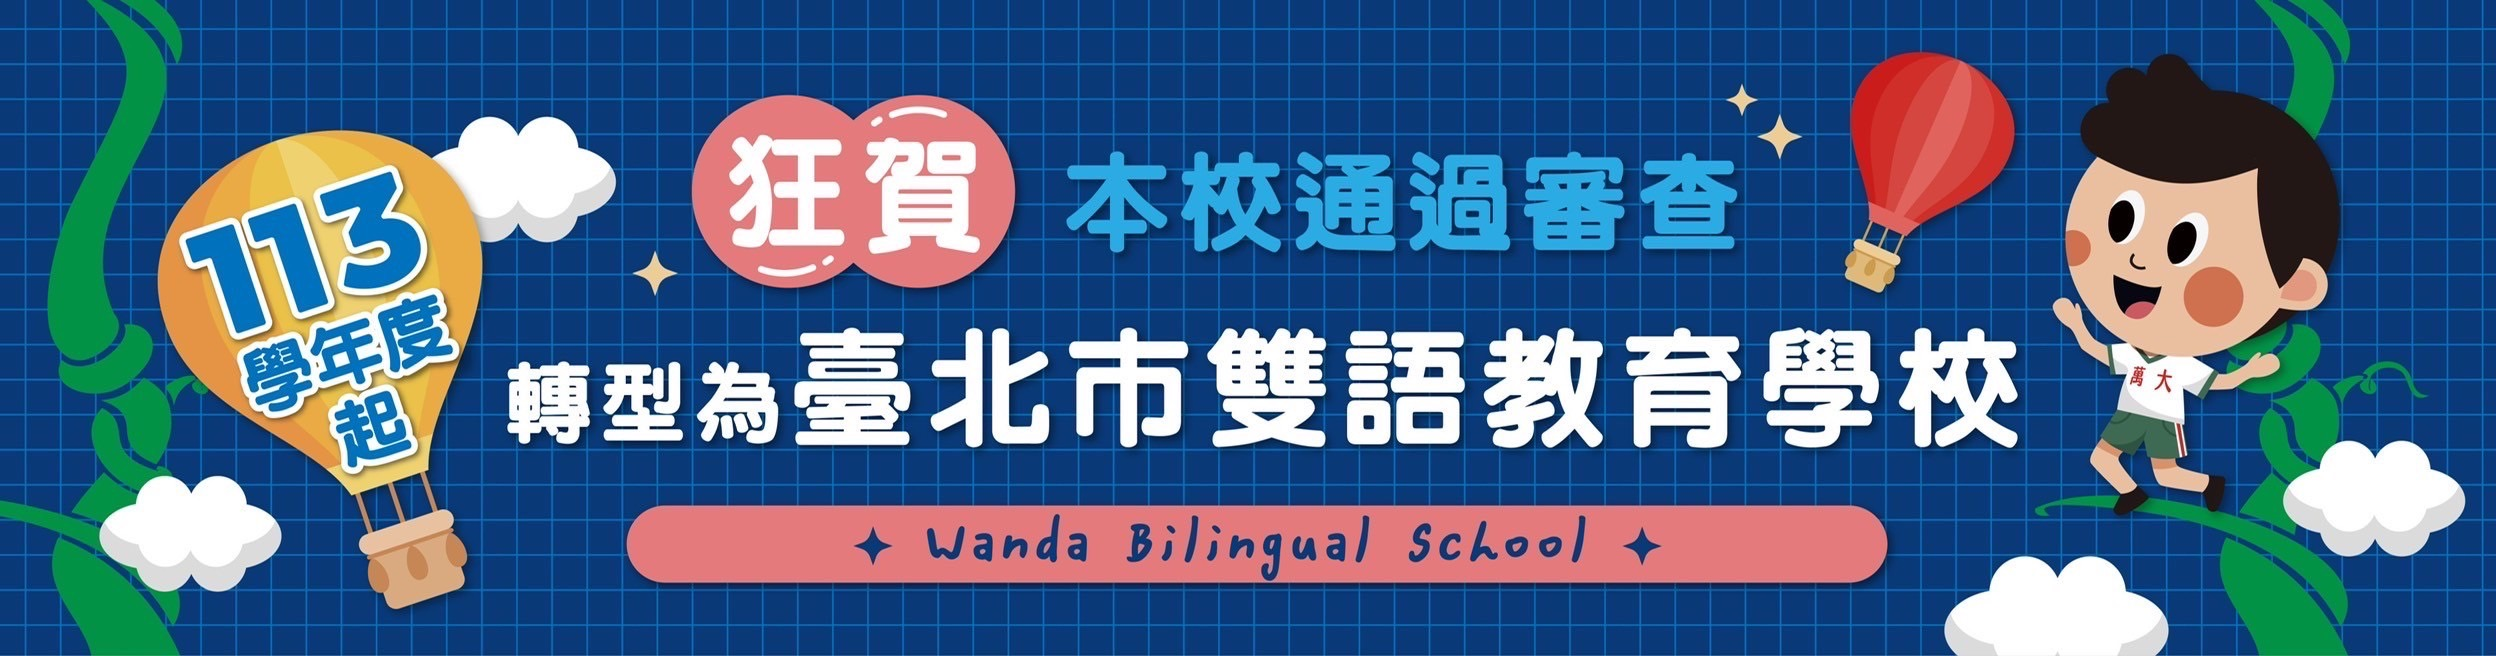 113
學年度
起
狂賀 本校通過審查
轉型為臺北市雙語教育學校
Wanda Bilingual School
萬大